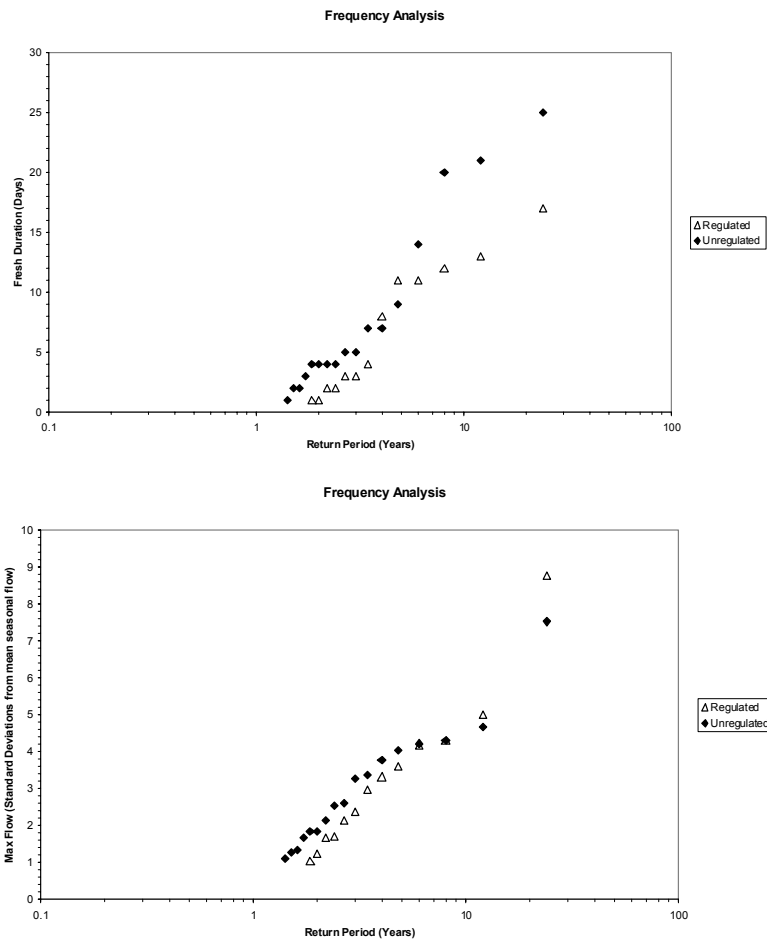 Frequency Analysis
30
25
20
15
10
5
0
Fresh Duration (Days)
0.1 1 10 100
Return Period (Years)
Regulated
Unregulated
Frequency Analysis
10
9
8
7
6
5
4
3
2
1
0
Max Flow (Standard Deviations from mean seasonal flow)
0.1 1 10 100
Return Period (Years)
Regulated
Unregulated